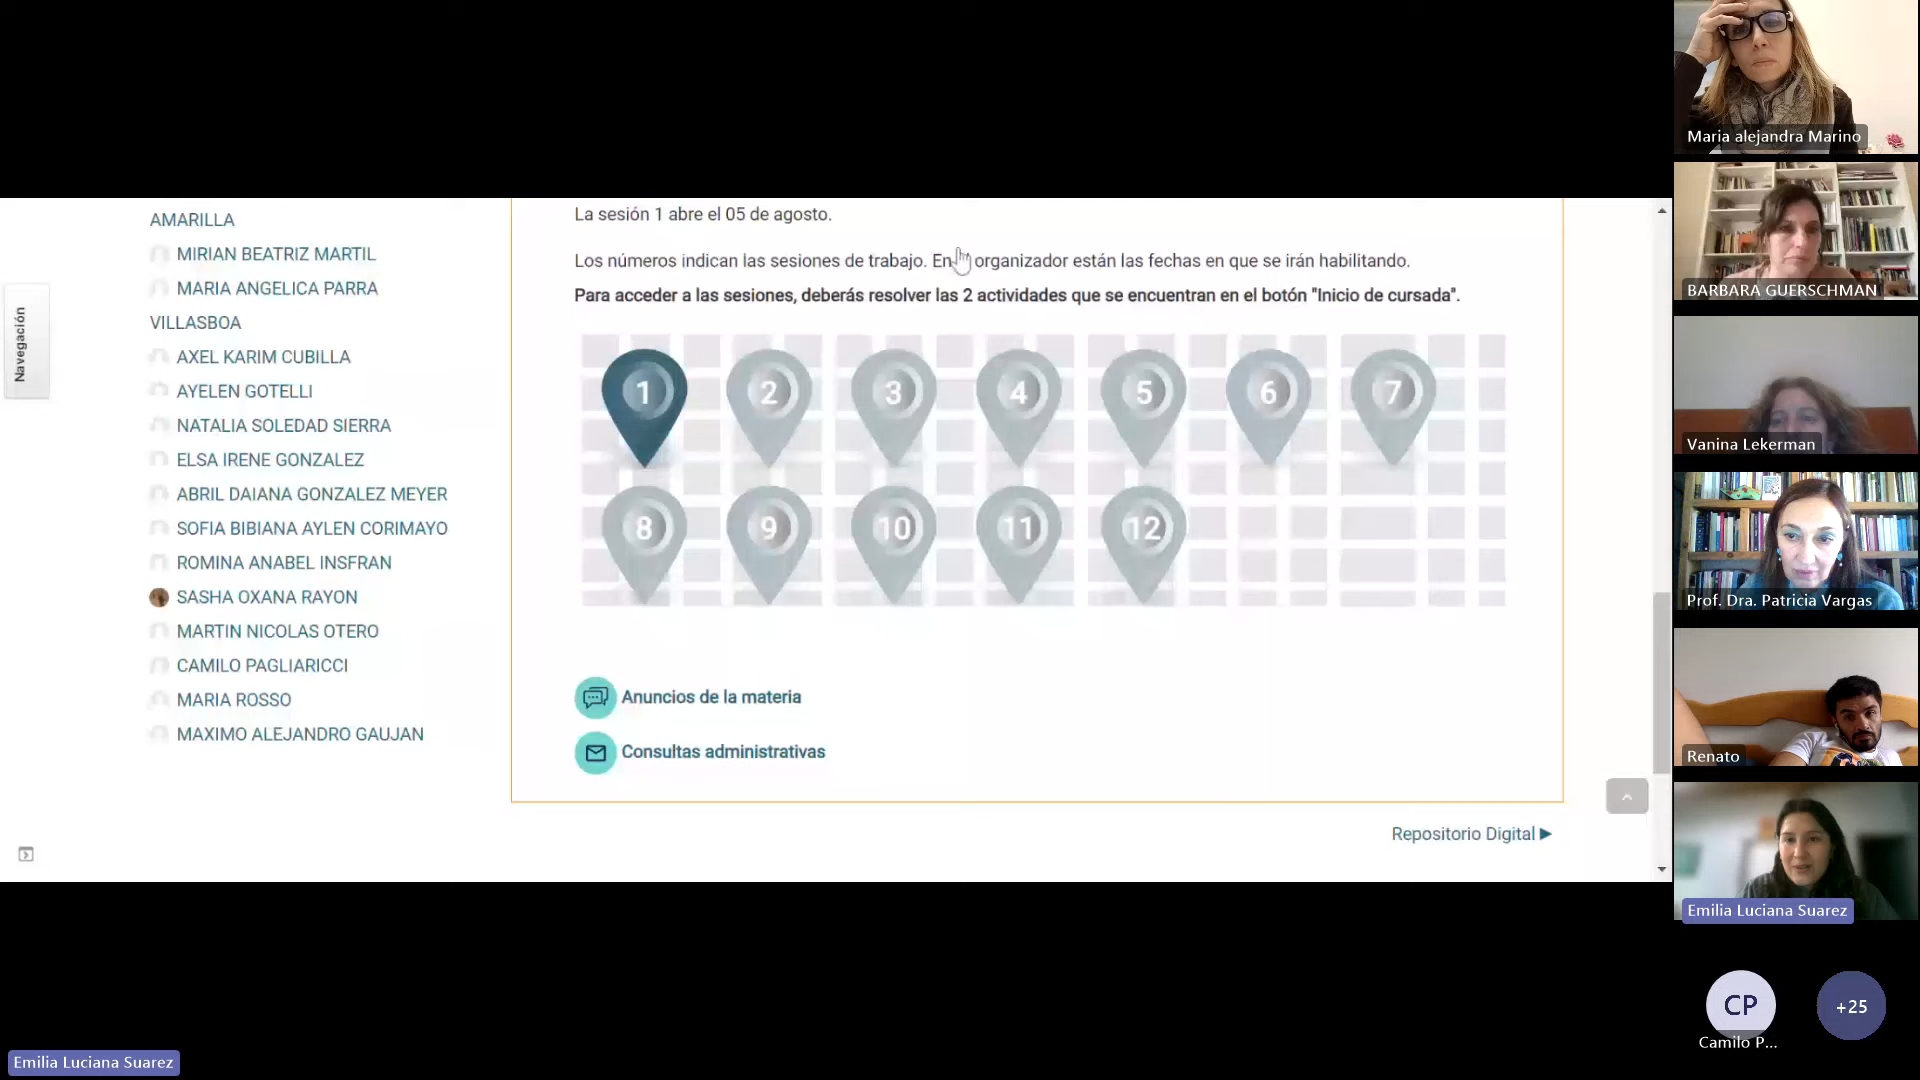 AMARILLA
MIRIAN BEATRIZ MARTIL
MARIA ANGELICA PARRA
VILLASBOA
AXEL KARIM CUBILLA
AYELEN GOTELLI
NATALIA SOLEDAD SIERRA
ELSA IRENE GONZALEZ
ABRIL DAIANA GONZALEZ MEYER
SOFIA BIBIANA AYLEN CORIMAYO
ROMINA ANABEL INSFRAN
SASHA OXANA RAYON
MARTIN NICOLAS OTERO
CAMILO PAGLIARICCI
MARIA ROSSO
MAXIMO ALEJANDRO GAUJAN
Navegación
La sesión 1 abre el 05 de agosto.
Los números indican las sesiones de trabajo. En organizador están las fechas en que se irán habilitando.
Para acceder a las sesiones, deberás resolver las 2 actividades que se encuentran en el botón "Inicio de cursada".
1 2 3 4 5 6 7
8 9 10 11 12
Anuncios de la materia
Consultas administrativas
Repositorio Digital ►
Maria alejandra Marino
BARBARA GUERSCHMAN
Vanina Lekerman
Prof. Dra. Patricia Vargas
Renato
Emilia Luciana Suarez
CP
+25
Camilo P...
Emilia Luciana Suarez